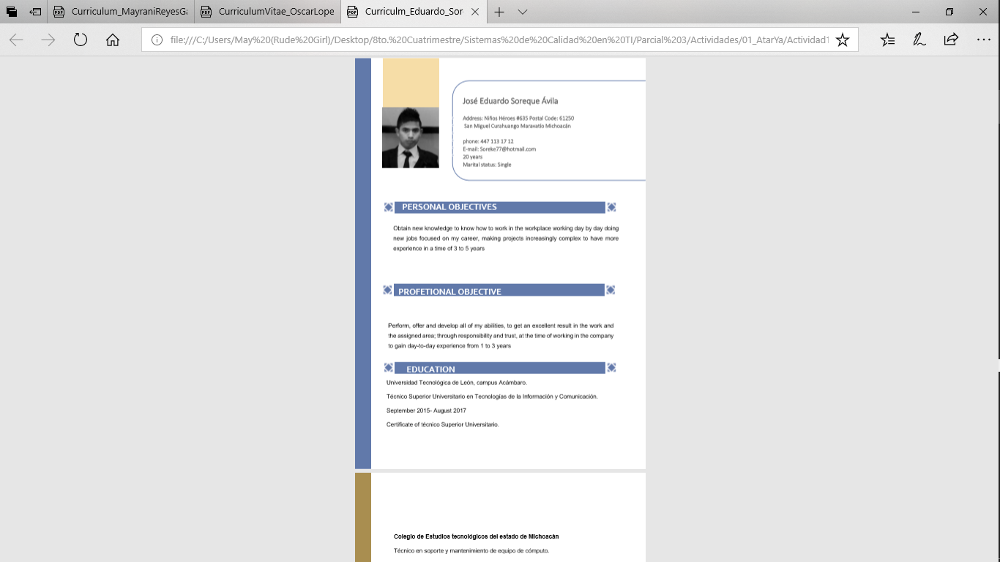 Curriculum_MayraniReyesGa
CurriculumVitae_OscarLope
Curriculum_EduardoSor
file:///C:/Users/May%20(Rude%20Girl)/Desktop/8to.%20Cuatrimestre/Sistemas%20de%20Calidad%20en%20TI/Parcial%203/Actividades/01_AtarYa/Actividad1
José Eduardo Soreque Ávila
Address: Niños Héroes #635 Postal Code: 61250
San Miguel Curahuango Maravatío Michoacán
phone: 447 113 17 12
E-mail: Soreke77@hotmail.com
20 years
Marital status: Single
PERSONAL OBJECTIVES
Obtain new knowledge to know how to work in the workplace working day by day doing
new jobs focused on my career, making projects increasingly complex to have more
experience in a time of 3 to 5 years
PROFETIONAL OBJECTIVE
Perform, offer and develop all of my abilities, to get an excellent result in the work and
the assigned area; through responsibility and trust, at the time of working in the company
to gain day-to-day experience from 1 to 3 years
EDUCATION
Universidad Tecnológica de León, campus Acámbaro.
Técnico Superior Universitario en Tecnologías de la Información y Comunicación.
September 2015- August 2017
Certificate of técnico Superior Universitario.
Colegio de Estudios tecnológicos del estado de Michoacán
Técnico en soporte y mantenimiento de equipo de cómputo.